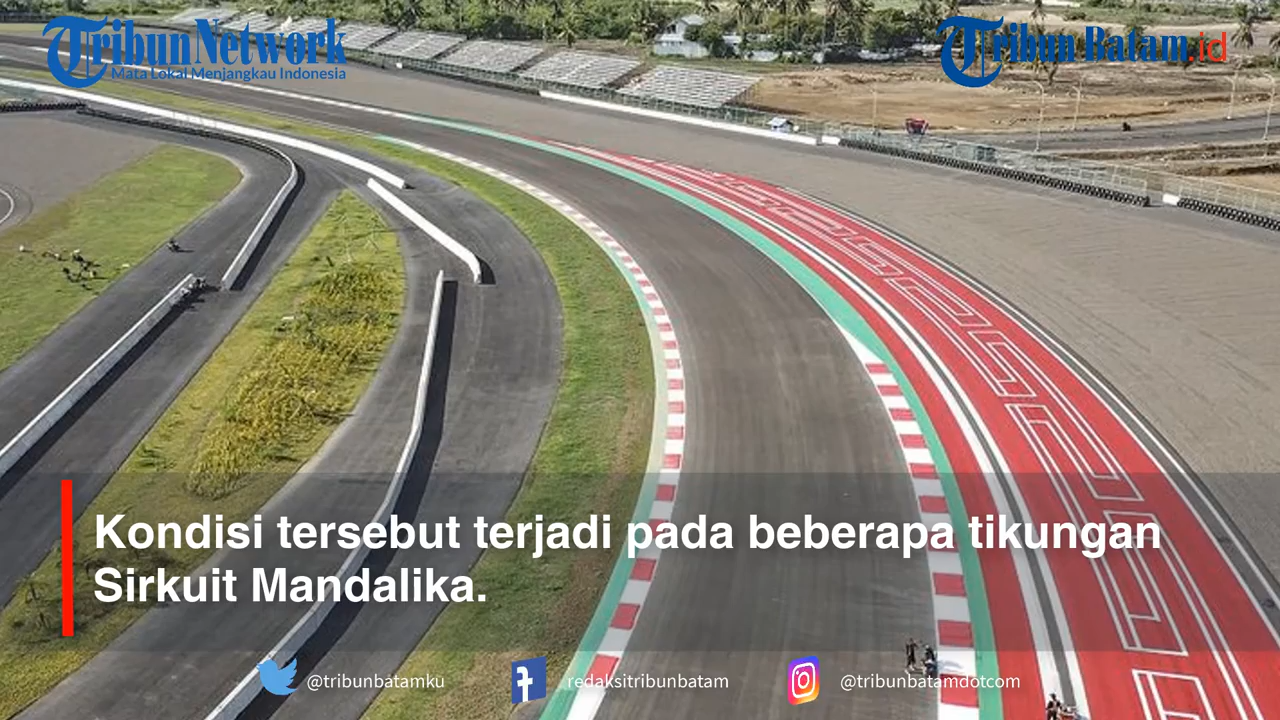 Tribun Network
Mata Lokal Menjangkau Indonesia
Tribun Batam.id
Kondisi tersebut terjadi pada beberapa tikungan
Sirkuit Mandalika.
@tribunbatamku
redaksitribunbatam
@tribunbatamdotcom